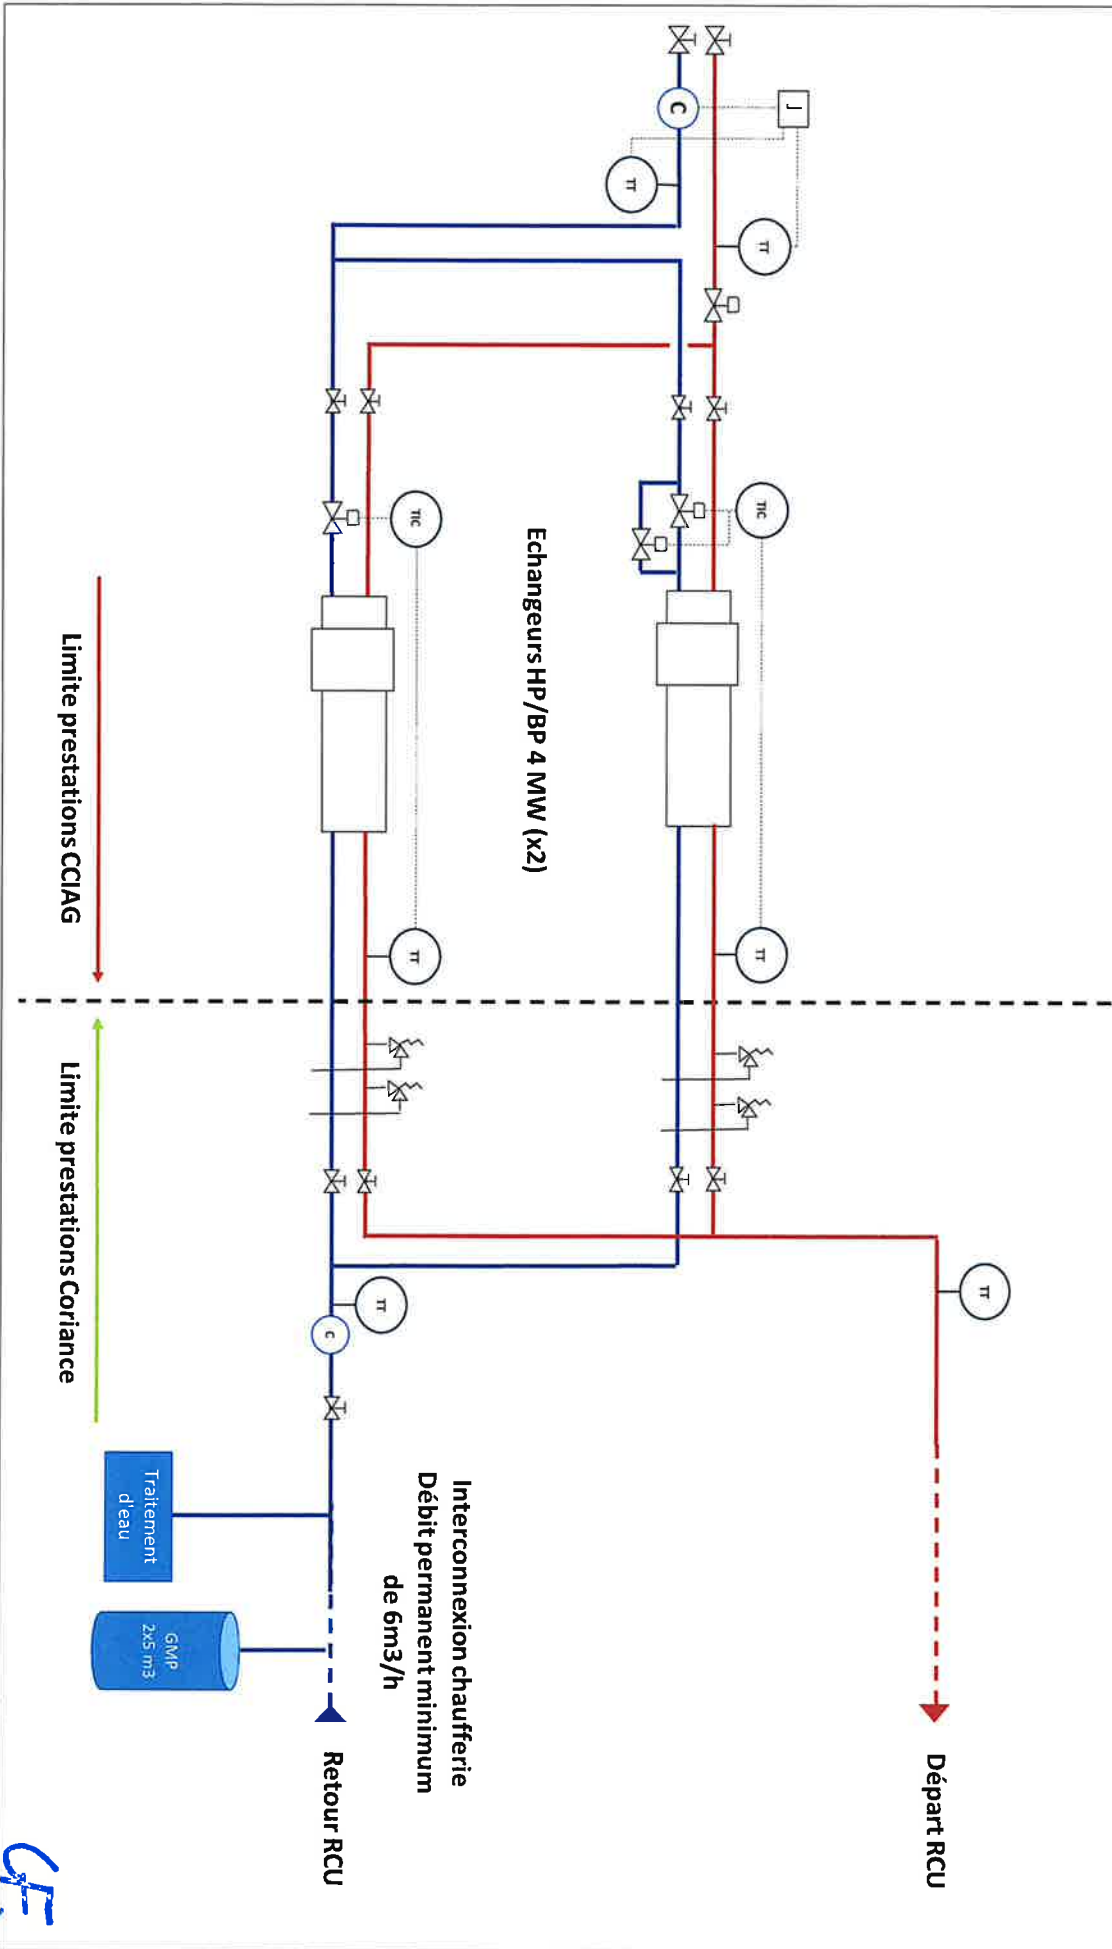 TT
Départ RCU
J
TT
TIC
TT
C
TT
Echangeurs HP/BP 4 MW (x2)
Interconnexion chaufferie
Débit permanent minimum
de 6m3/h
TIC
TT
TT
C
Retour RCU
Traitement
d'eau
GMP
2x5 m3
Limite prestations CCIAG
Limite prestations Coriance